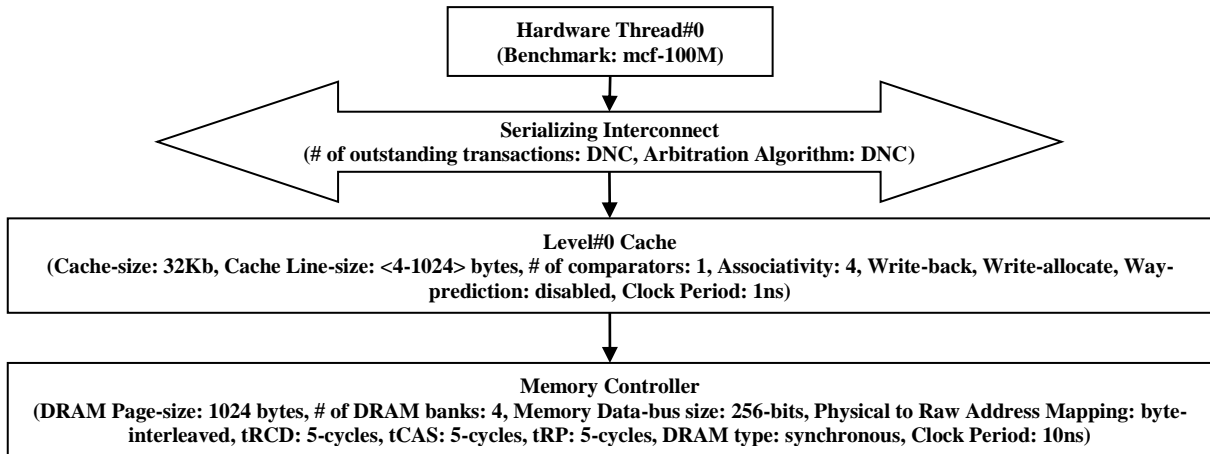 Hardware Thread#0
(Benchmark: mcf-100M)
Serializing Interconnect
(# of outstanding transactions: DNC, Arbitration Algorithm: DNC)
Level#0 Cache
(Cache-size: 32Kb, Cache Line-size: <4-1024> bytes, # of comparators: 1, Associativity: 4, Write-back, Write-allocate, Way-
prediction: disabled, Clock Period: 1ns)
Memory Controller
(DRAM Page-size: 1024 bytes, # of DRAM banks: 4, Memory Data-bus size: 256-bits, Physical to Raw Address Mapping: byte-
interleaved, tRCD: 5-cycles, tCAS: 5-cycles, tRP: 5-cycles, DRAM type: synchronous, Clock Period: 10ns)